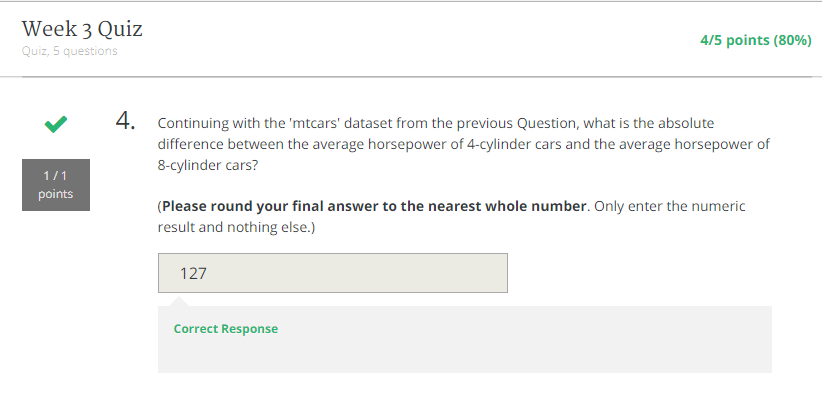 Week 3 Quiz
Quiz, 5 questions
4/5 points (80%)
1 / 1
points
4.
Continuing with the 'mtcars' dataset from the previous Question, what is the absolute
difference between the average horsepower of 4-cylinder cars and the average horsepower of
8-cylinder cars?
(Please round your final answer to the nearest whole number. Only enter the numeric
result and nothing else.)
127
Correct Response